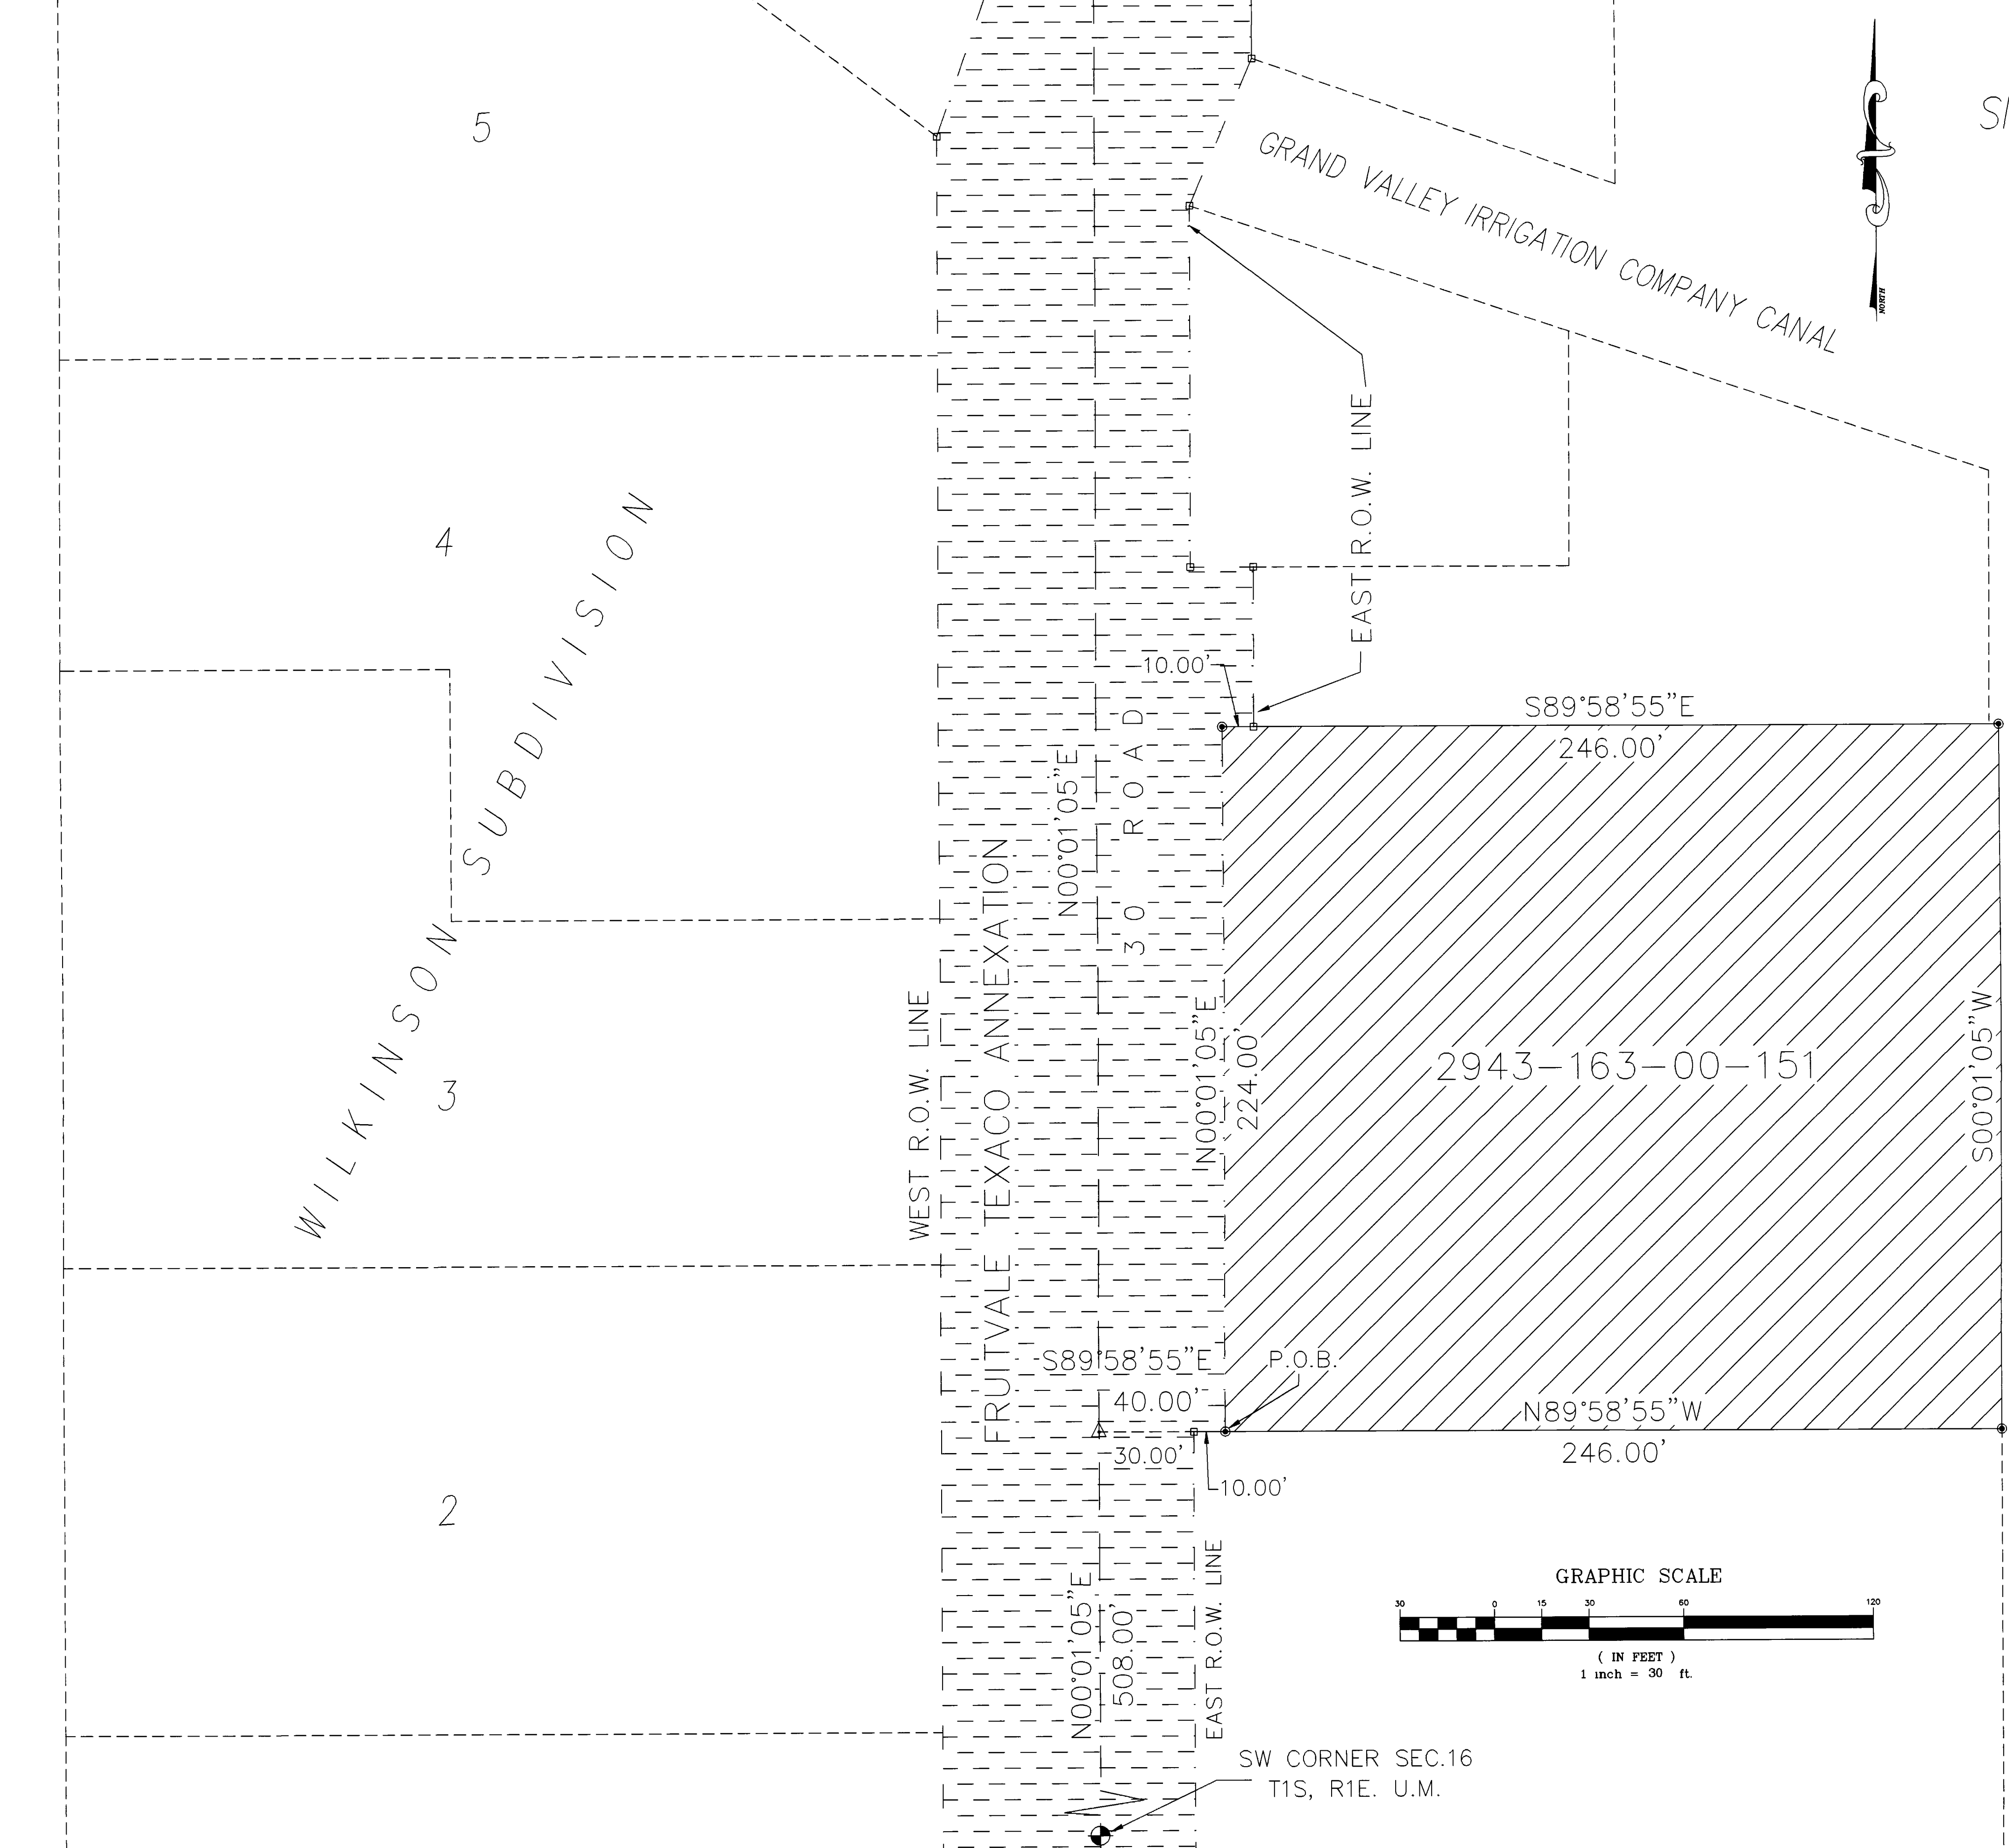 5
GRAND VALLEY IRRIGATION COMPANY CANAL
NORTH
4
EAST R.O.W. LINE
10.00'
S89°58'55"E
246.00'
WILKINSON SUBDIVISION
N00°01'05"E
30 ROAD
FRUITVALE TEXACO ANNEXATION
WEST R.O.W. LINE
N00°01'05"E
224.00'
2943-163-00-151
S00°01'05"W
3
S89°58'55"E
40.00'
30.00'
10.00'
P.O.B.
N89°58'55"W
246.00'
2
N00°01'05"E
508.00'
EAST R.O.W. LINE
GRAPHIC SCALE
30 0 15 30 60 120
( IN FEET )
1 inch = 30 ft.
SW CORNER SEC.16
T1S, R1E. U.M.